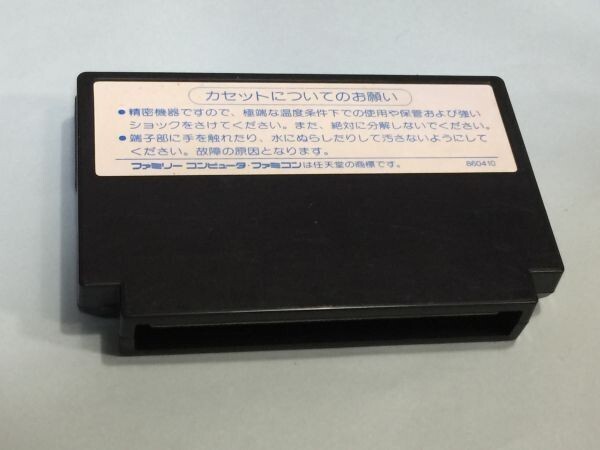 カセットについてのお願い
●精密機器ですので、極端な温度条件下での使用や保管および強い
ショックをさけてください。また、絶対に分解しないでください。
●端子部に手を触れたり、水にぬらしたりして汚さないようにして
ください。故障の原因となります。
ファミリー コンピュータ・ファミコンは任天堂の商標です。 860410